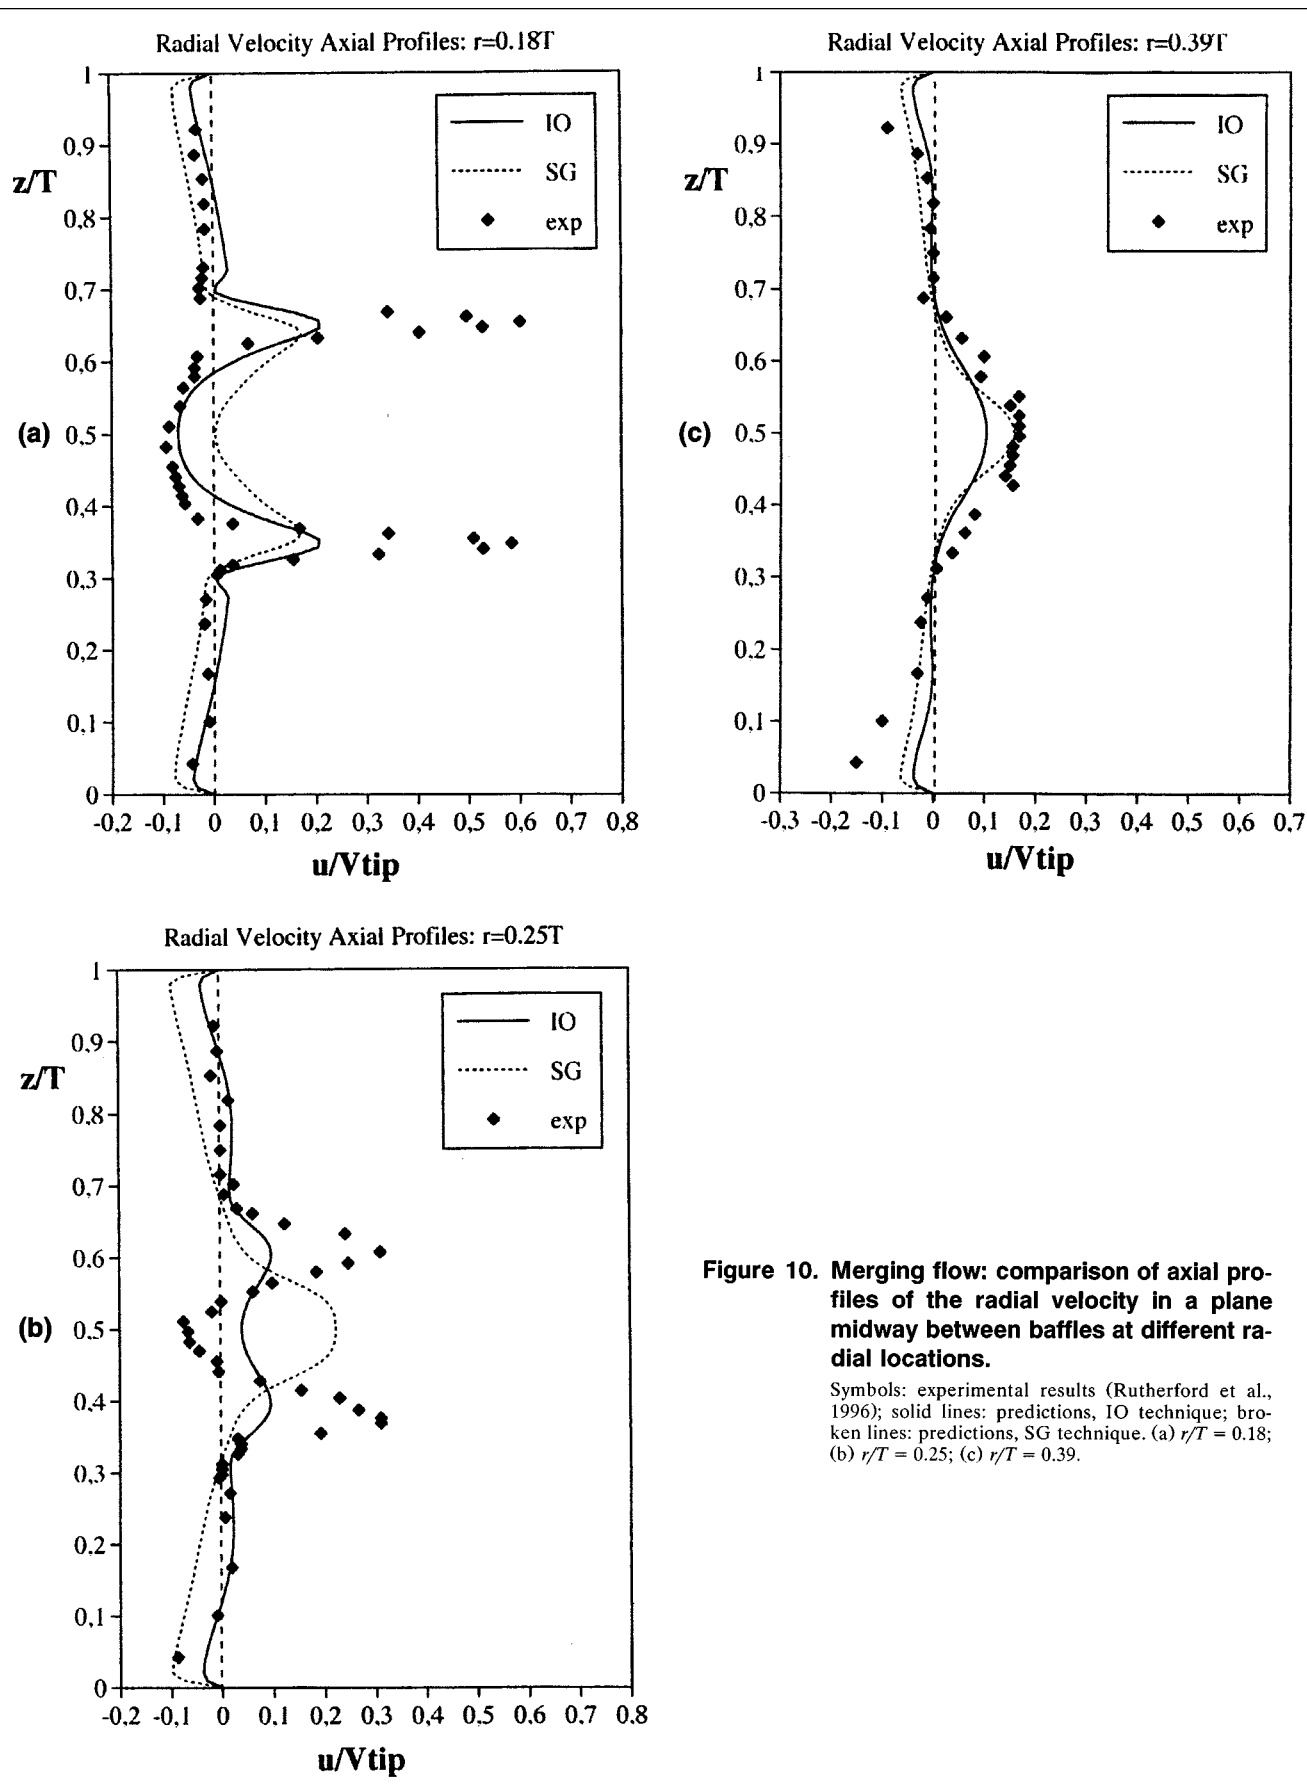 Radial Velocity Axial Profiles: r=0.18T
1
0,9
z/T
0,8
0,7
0,6
(a) 0,5
0,4
0,3
0,2
0,1
0
-0,2 -0,1 0 0,1 0,2 0,3 0,4 0,5 0,6 0,7 0,8
u/Vtip
IO
SG
exp
Radial Velocity Axial Profiles: r=0.39T
1
0,9
z/T
0,8
0,7
0,6
(c) 0,5
0,4
0,3
0,2
0,1
0
-0,3 -0,2 -0,1 0 0,1 0,2 0,3 0,4 0,5 0,6 0,7
u/Vtip
IO
SG
exp
Radial Velocity Axial Profiles: r=0.25T
1
0,9
z/T
0,8
0,7
0,6
(b) 0,5
0,4
0,3
0,2
0,1
0
-0,2 -0,1 0 0,1 0,2 0,3 0,4 0,5 0,6 0,7 0,8
u/Vtip
IO
SG
exp
Figure 10. Merging flow: comparison of axial pro-
files of the radial velocity in a plane
midway between baffles at different ra-
dial locations.
Symbols: experimental results (Rutherford et al.,
1996); solid lines: predictions, IO technique; bro-
ken lines: predictions, SG technique. (a) r/T = 0.18;
(b) r/T = 0.25; (c) r/T = 0.39.